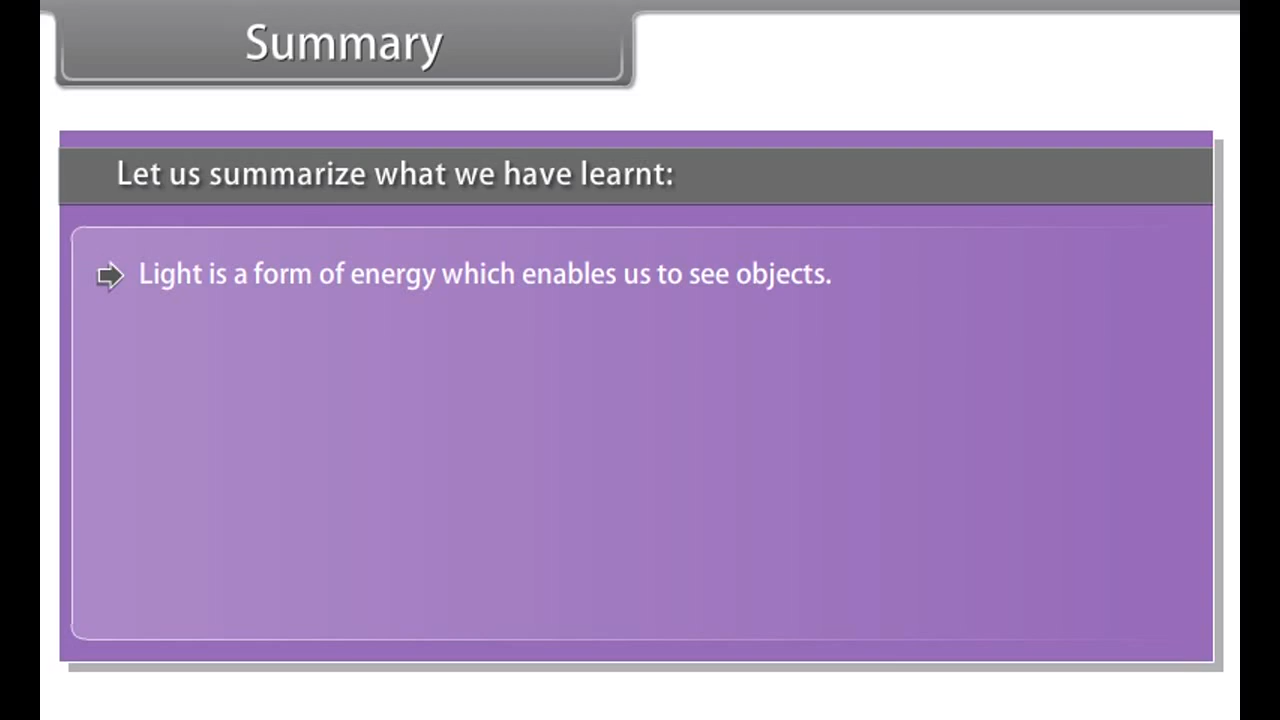 Summary
Let us summarize what we have learnt:
Light is a form of energy which enables us to see objects.